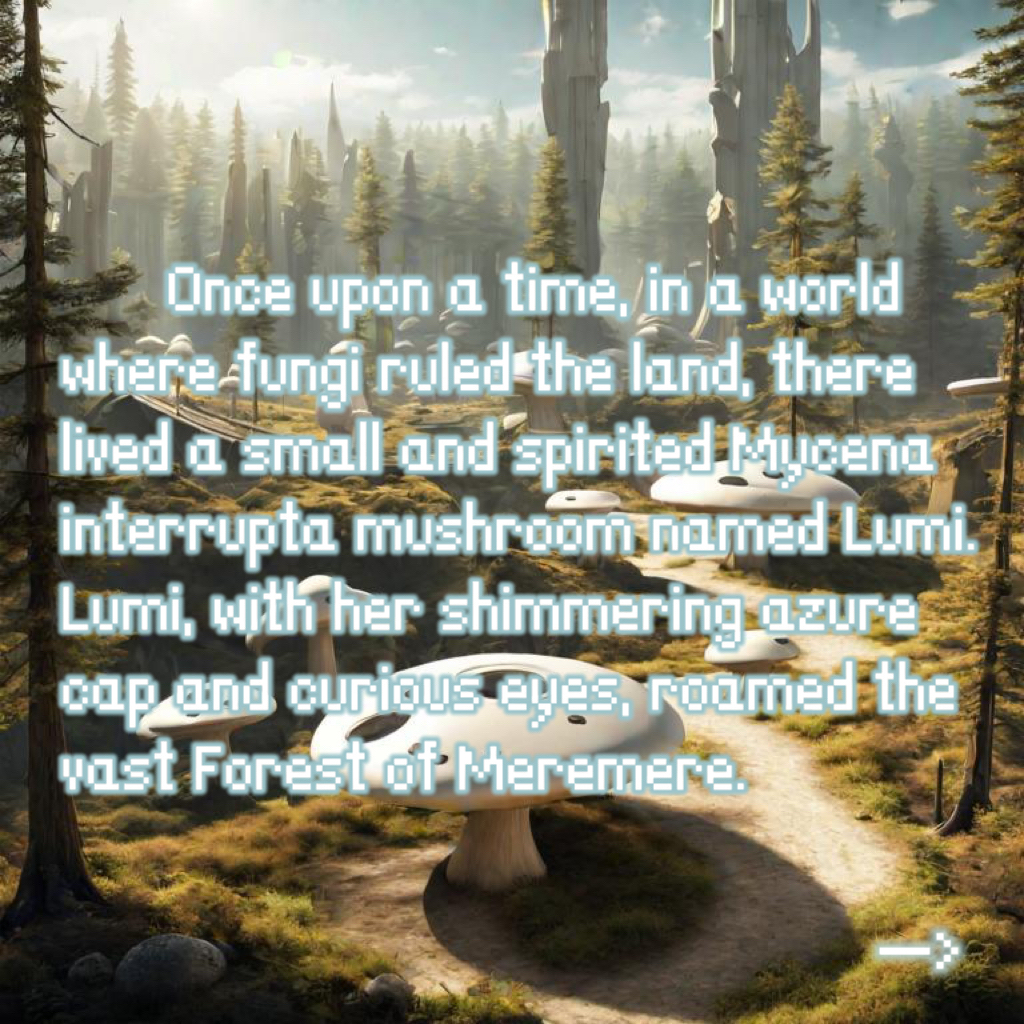 Once upon a time, in a world
where fungi ruled the land, there
lived a small and spirited Mycena
interrupta mushroom named Lumi.
Lumi, with her shimmering azure
cap and curious eyes, roamed the
vast Forest of Meremere.